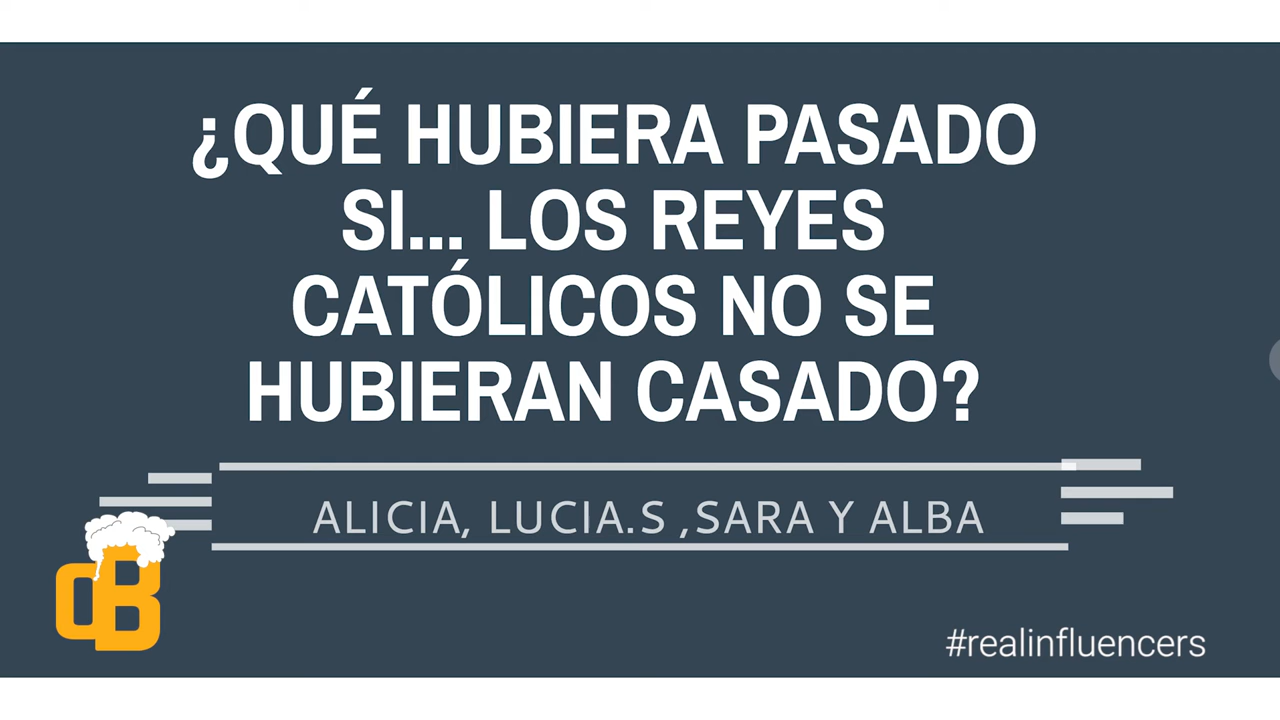 ¿QUÉ HUBIERA PASADO
SI... LOS REYES
CATÓLICOS NO SE
HUBIERAN CASADO?
ALICIA, LUCIA.S ,SARA Y ALBA
B
#realinfluencers